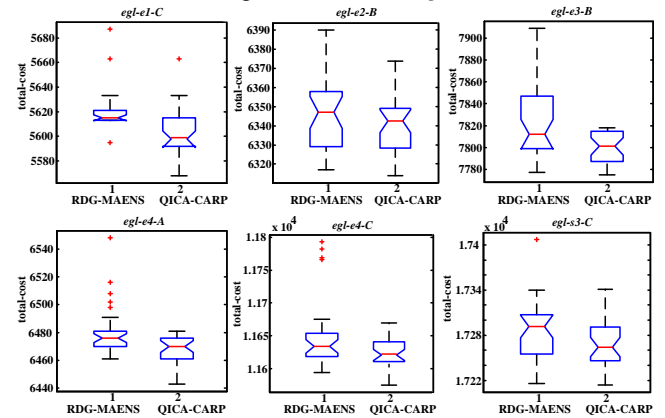 egl-e1-C
total-cost
5680
5660
5640
5620
5600
5580
1
2
RDG-MAENS QICA-CARP
egl-e2-B
total-cost
6390
6380
6370
6360
6350
6340
6330
6320
1
2
RDG-MAENS QICA-CARP
egl-e3-B
total-cost
7900
7880
7860
7840
7820
7800
7780
1
2
RDG-MAENS QICA-CARP
egl-e4-A
total-cost
6540
6520
6500
6480
6460
6440
1
2
RDG-MAENS QICA-CARP
x 10^4
egl-e4-C
total-cost
1.18
1.175
1.17
1.165
1.16
1
2
RDG-MAENS QICA-CARP
x 10^4
egl-s3-C
total-cost
1.74
1.734
1.728
1.722
1
2
RDG-MAENS QICA-CARP